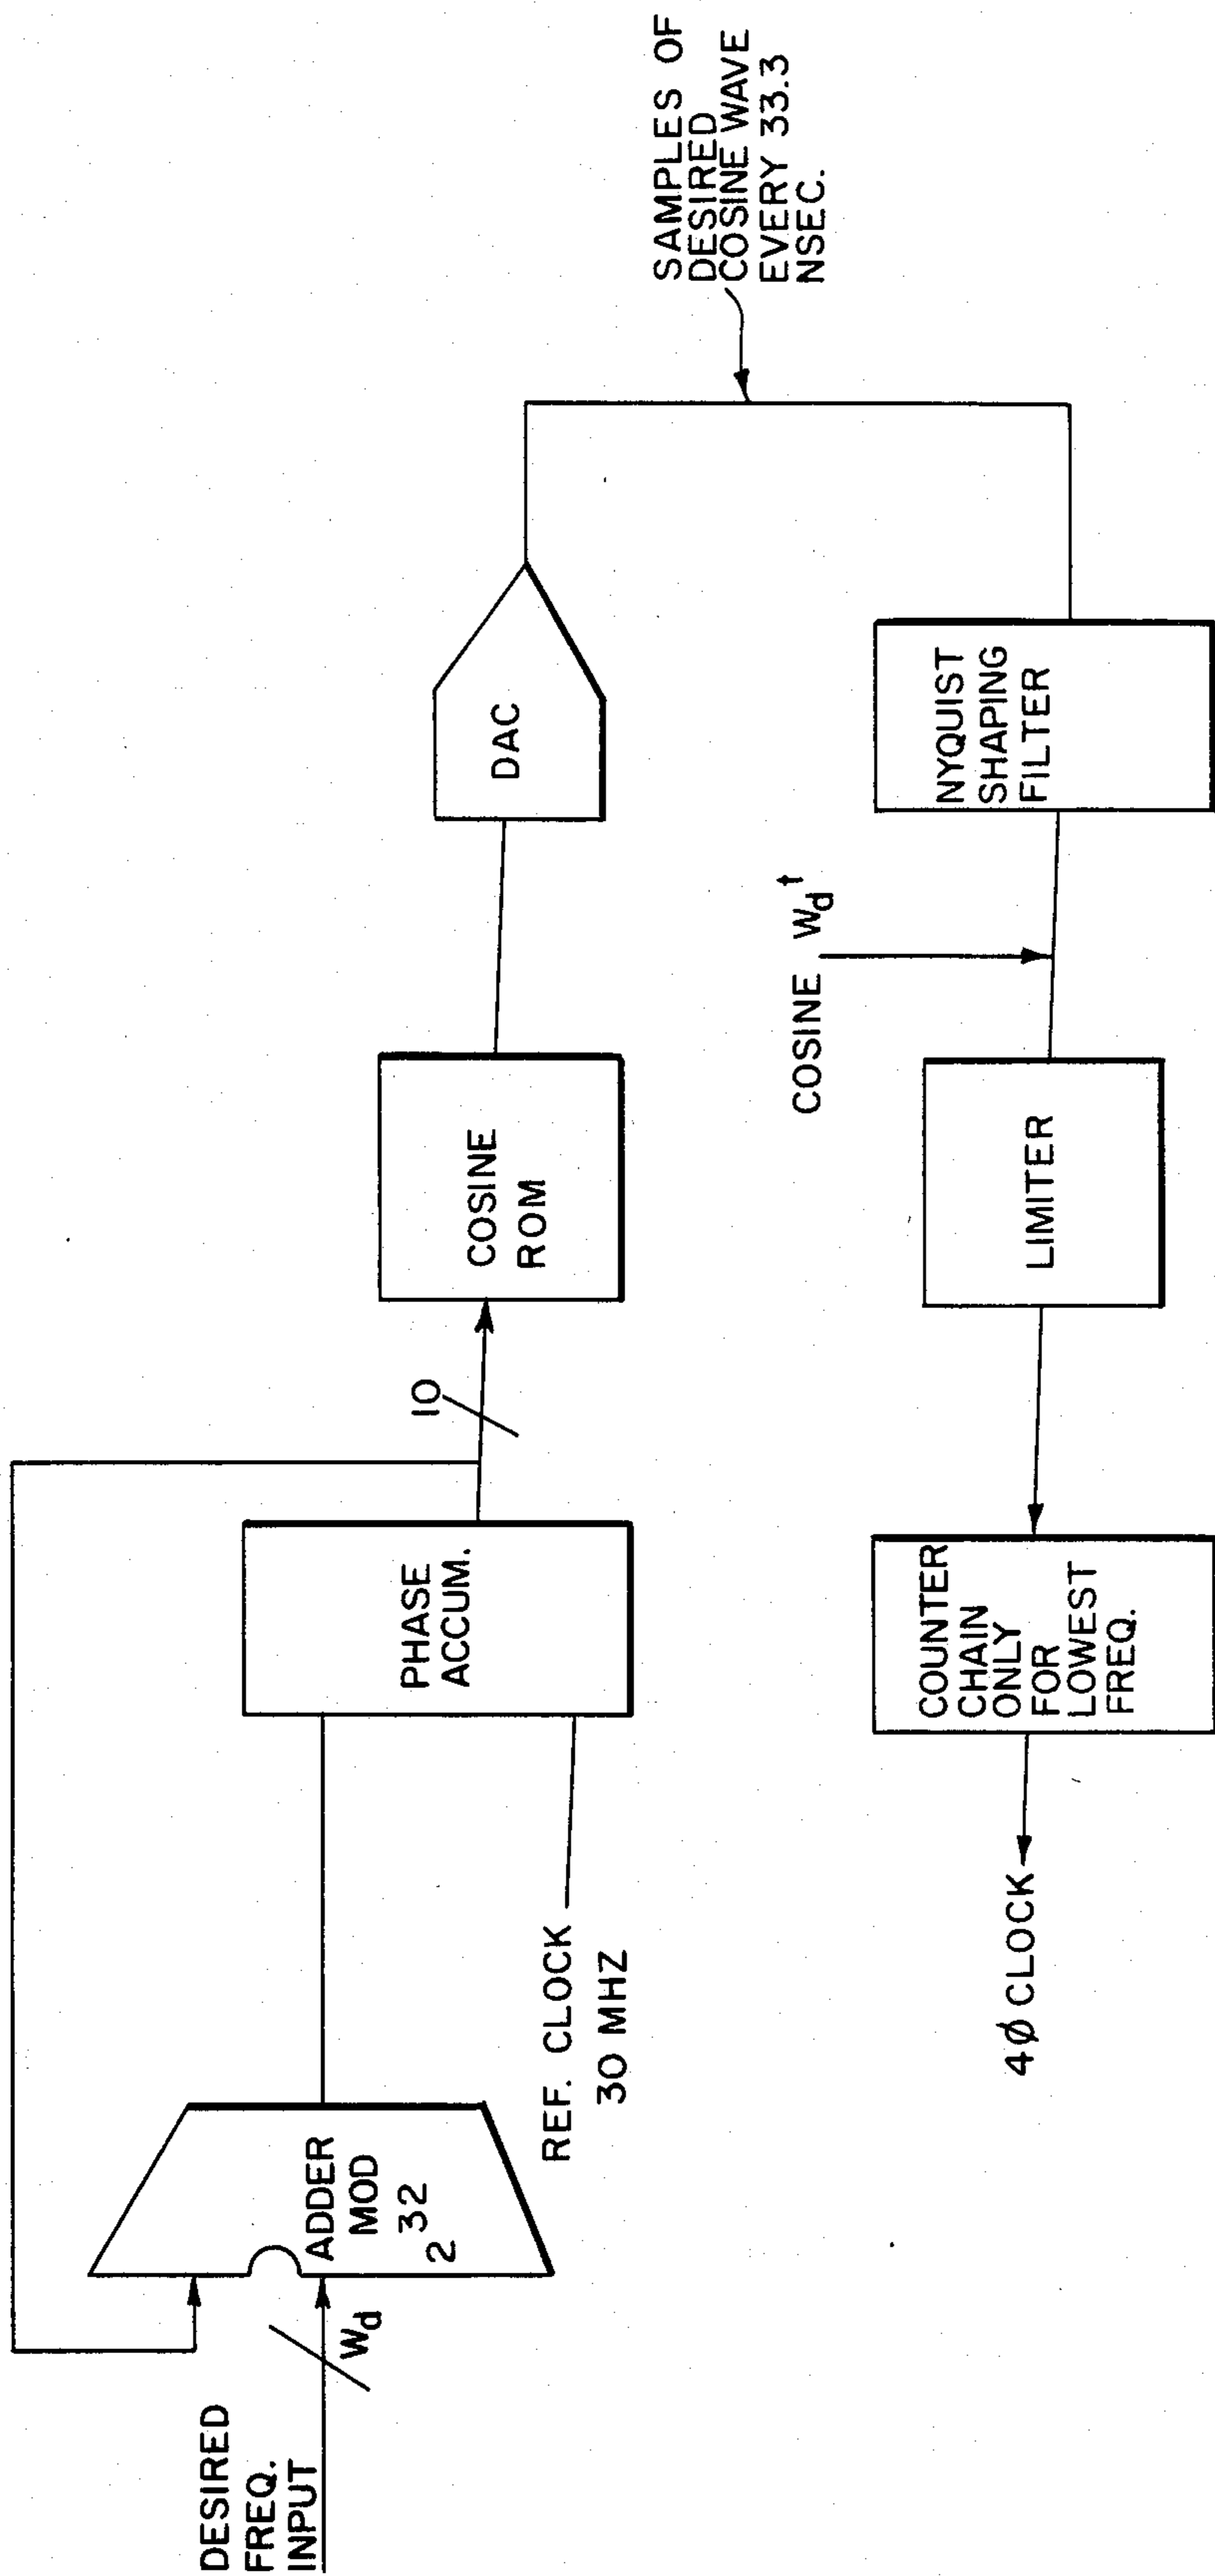 DESIRED
FREQ.
INPUT
Wd
ADDER
MOD
2^32
REF. CLOCK
30 MHZ
PHASE
ACCUM.
10
COSINE
ROM
DAC
SAMPLES OF
DESIRED
COSINE WAVE
EVERY 33.3
NSEC.
NYQUIST
SHAPING
FILTER
COSINE Wd t
LIMITER
COUNTER
CHAIN
ONLY
FOR
LOWEST
FREQ.
4Ø CLOCK